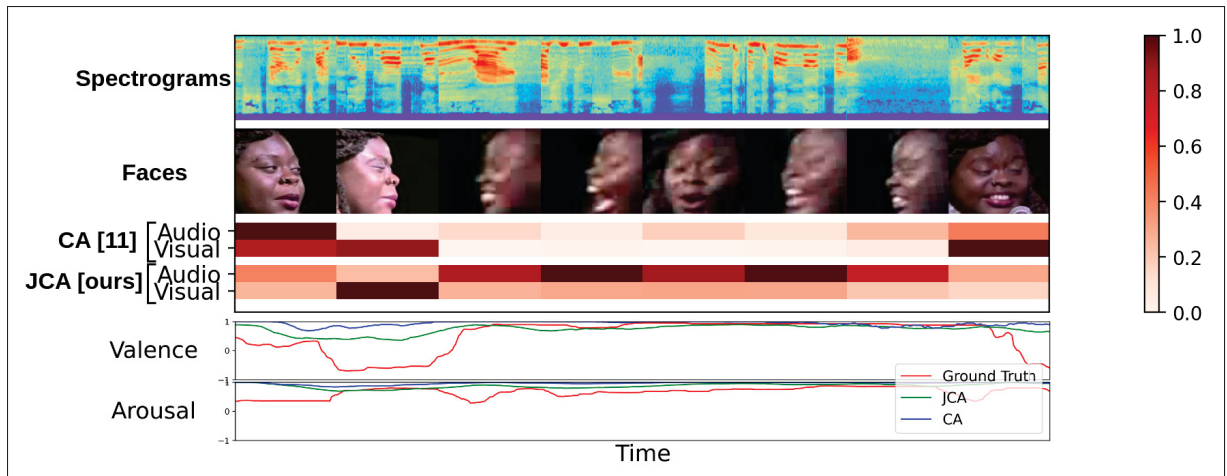 Spectrograms
1.0
0.8
0.6
0.4
0.2
0.0
Faces
CA [11]
Audio
Visual
JCA [ours]
Audio
Visual
Valence
1
0
−1
Arousal
1
0
−1
Ground Truth
JCA
CA
Time